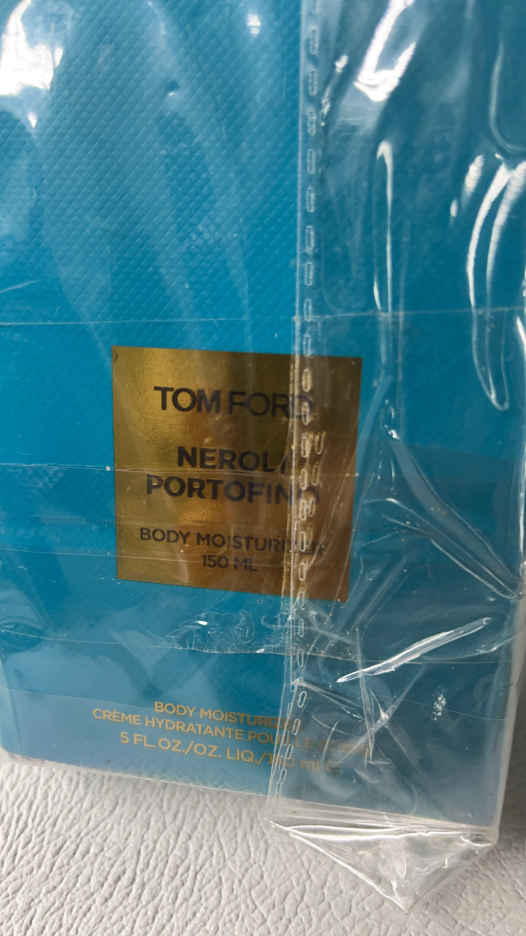 TOM FORD
NEROLI
PORTOFINO
BODY MOISTURIZER
150 ML
BODY MOISTURIZER
CRÈME HYDRATANTE POUR LE
5 FL.OZ./OZ. LIQ./150 ml